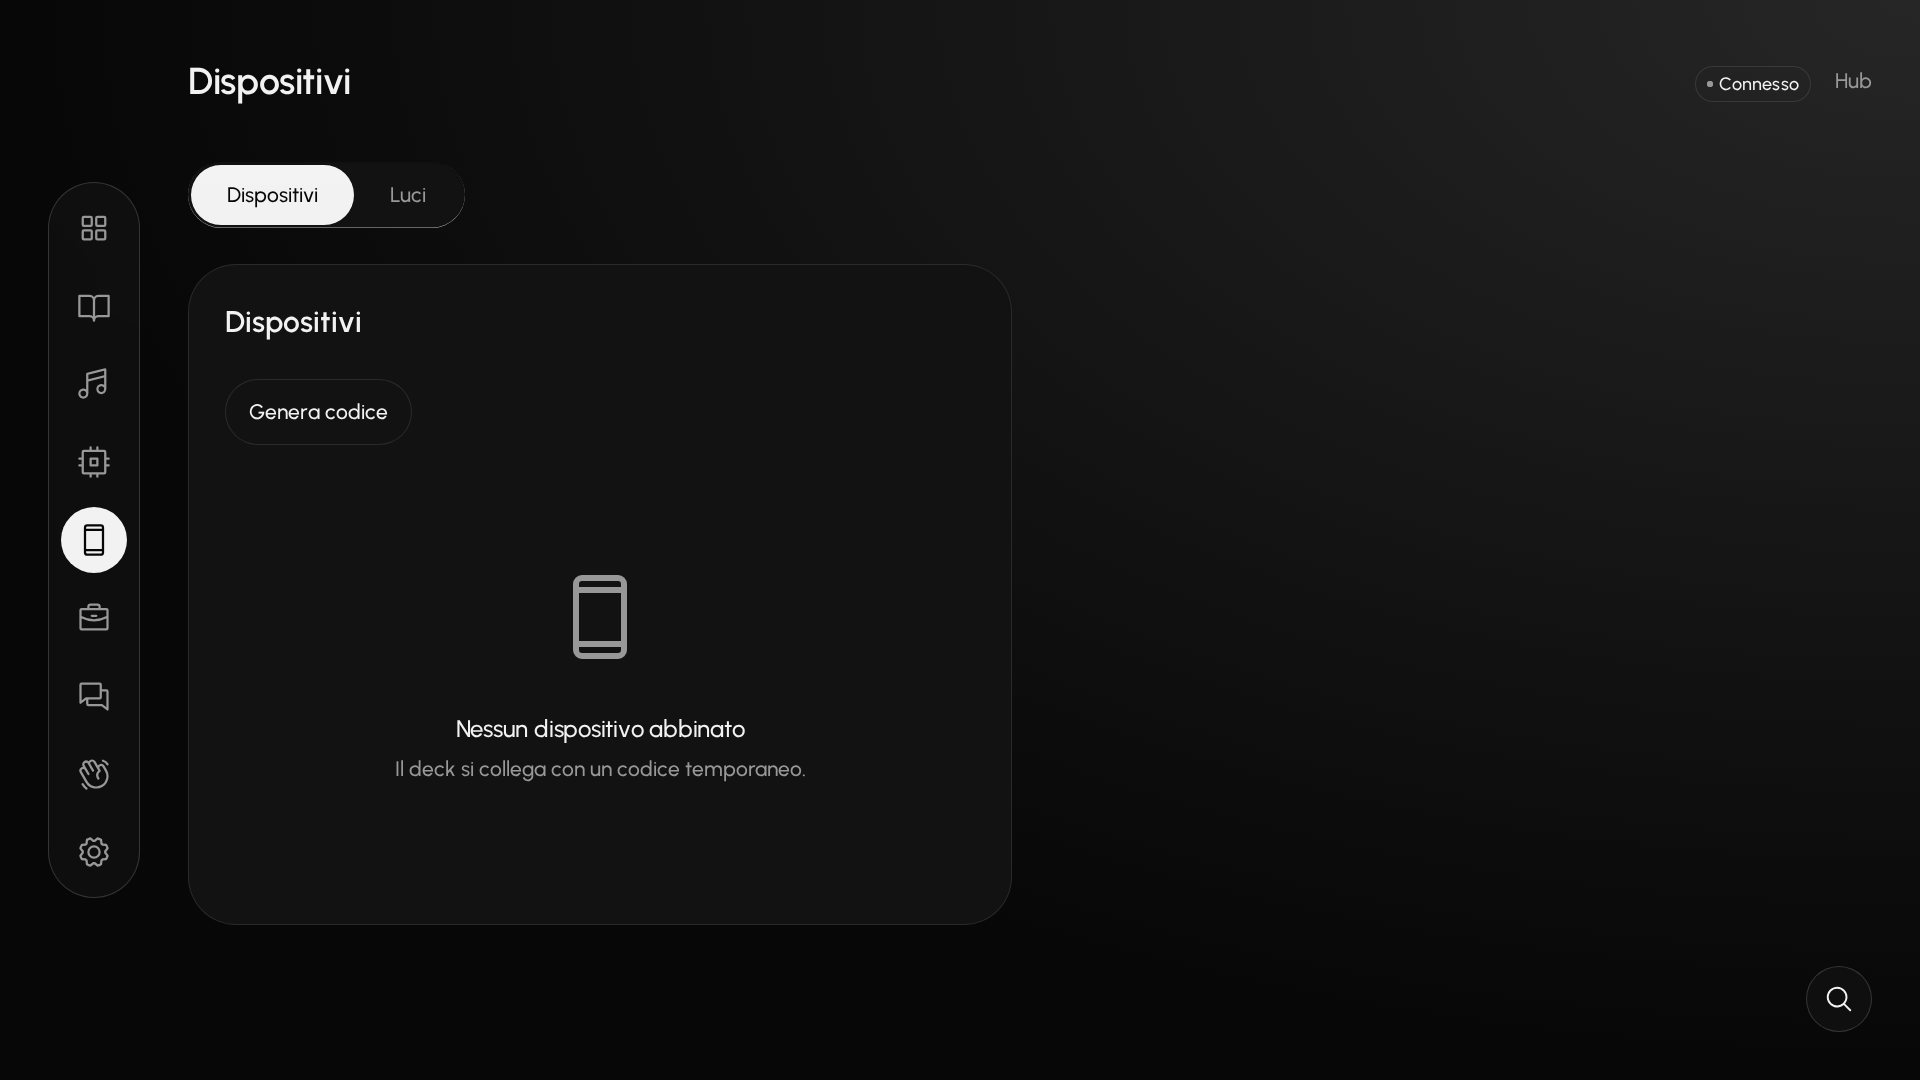 Dispositivi
Connesso
Hub
Dispositivi
Luci
Dispositivi
Genera codice
Nessun dispositivo abbinato
Il deck si collega con un codice temporaneo.